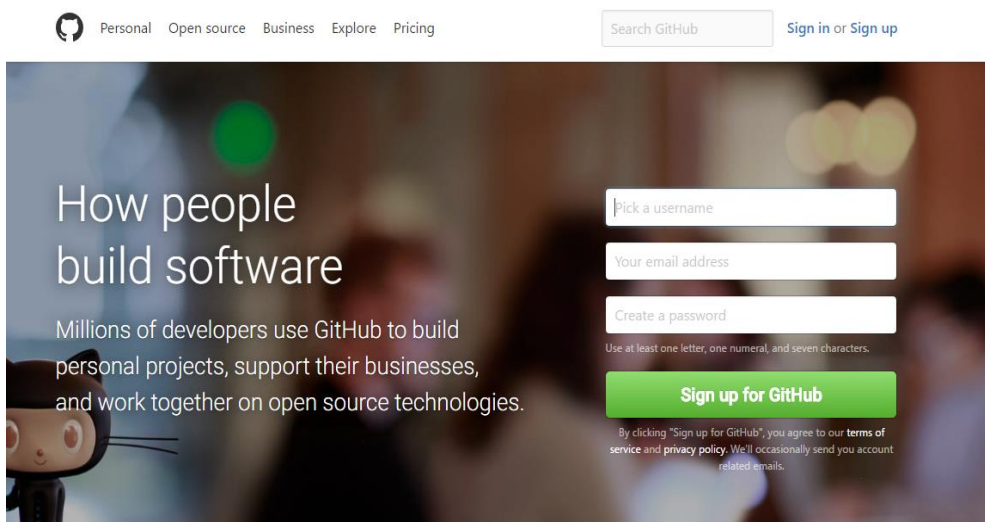 Personal Open source Business Explore Pricing Search GitHub Sign in or Sign up
How people
build software
Millions of developers use GitHub to build
personal projects, support their businesses,
and work together on open source technologies.
Pick a username
Your email address
Create a password
Use at least one letter, one numeral, and seven characters.
Sign up for GitHub
By clicking "Sign up for GitHub", you agree to our terms of
service and privacy policy. We'll occasionally send you account
related emails.